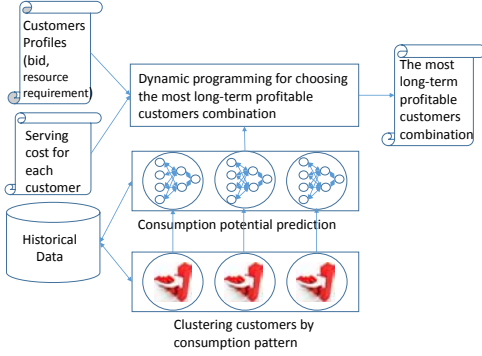 Customers
Profiles
(bid,
resource
requirement)
Serving
cost for
each
customer
Historical
Data
Dynamic programming for choosing
the most long-term profitable
customers combination
Consumption potential prediction
Clustering customers by
consumption pattern
The most
long-term
profitable
customers
combination